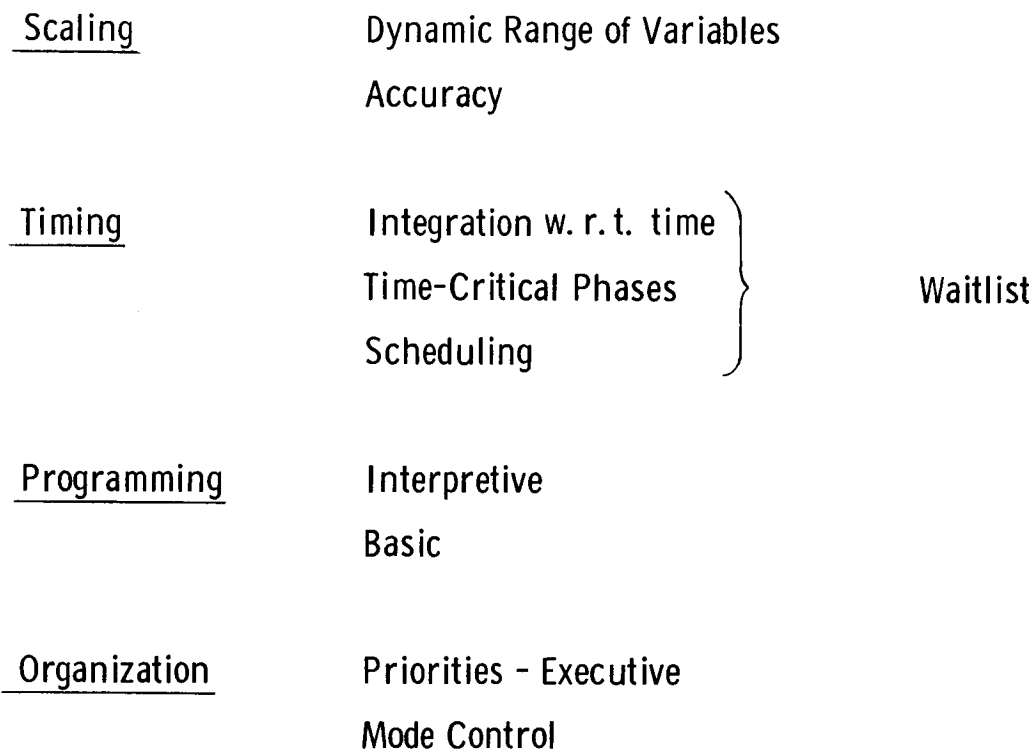 Scaling Dynamic Range of Variables
Accuracy
Timing Integration w. r. t. time
Time-Critical Phases Waitlist
Scheduling
Programming Interpretive
Basic
Organization Priorities - Executive
Mode Control